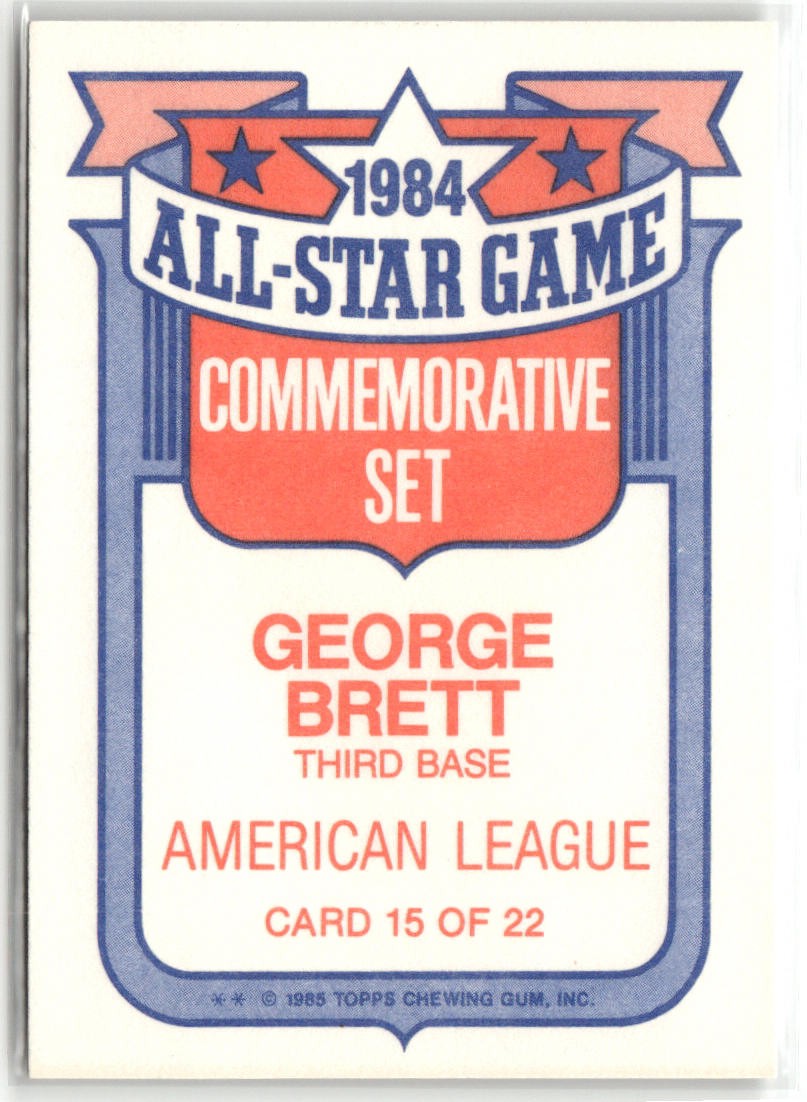 1984
ALL-STAR GAME
COMMEMORATIVE
SET
GEORGE
BRETT
THIRD BASE
AMERICAN LEAGUE
CARD 15 OF 22
** © 1985 TOPPS CHEWING GUM, INC.